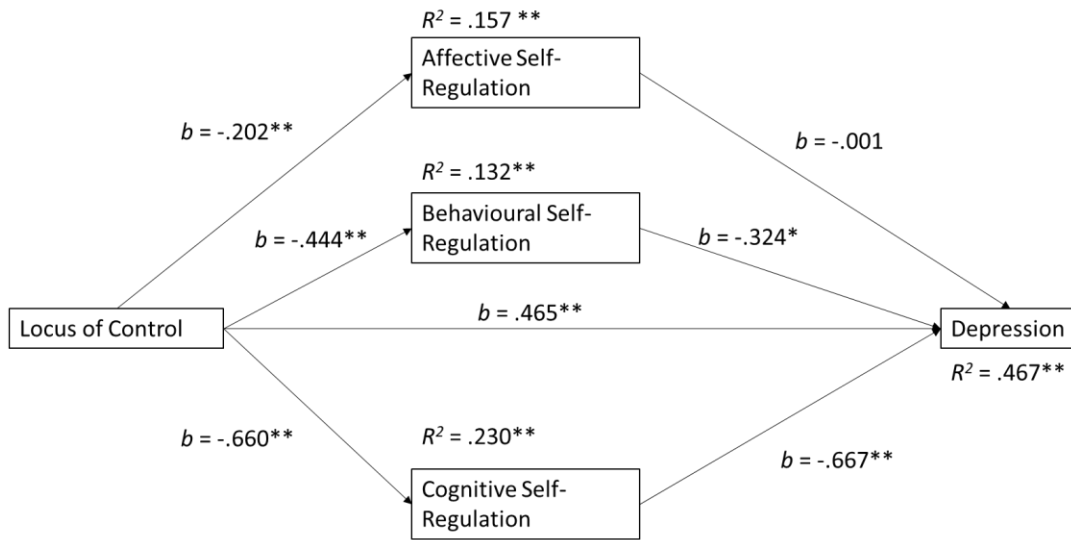 R² = .157 **
Affective Self-
Regulation
b = -.202**
b = -.001
R² = .132**
Behavioural Self-
Regulation
b = -.444**
b = -.324*
Locus of Control
b = .465**
Depression
R² = .467**
b = -.660**
R² = .230**
b = -.667**
Cognitive Self-
Regulation